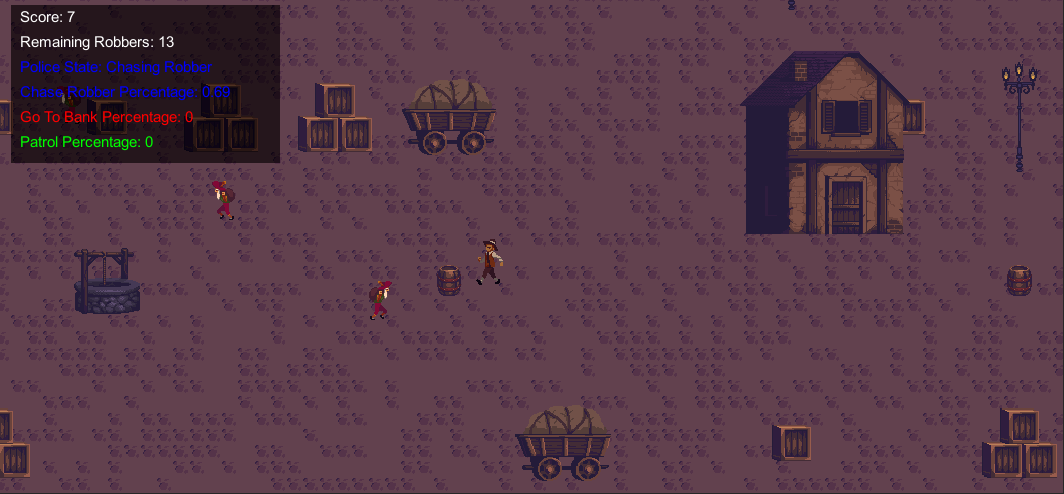 Score: 7
Remaining Robbers: 13
Police State: Chasing Robber
Chase Robber Percentage: 0.69
Go To Bank Percentage: 0
Patrol Percentage: 0